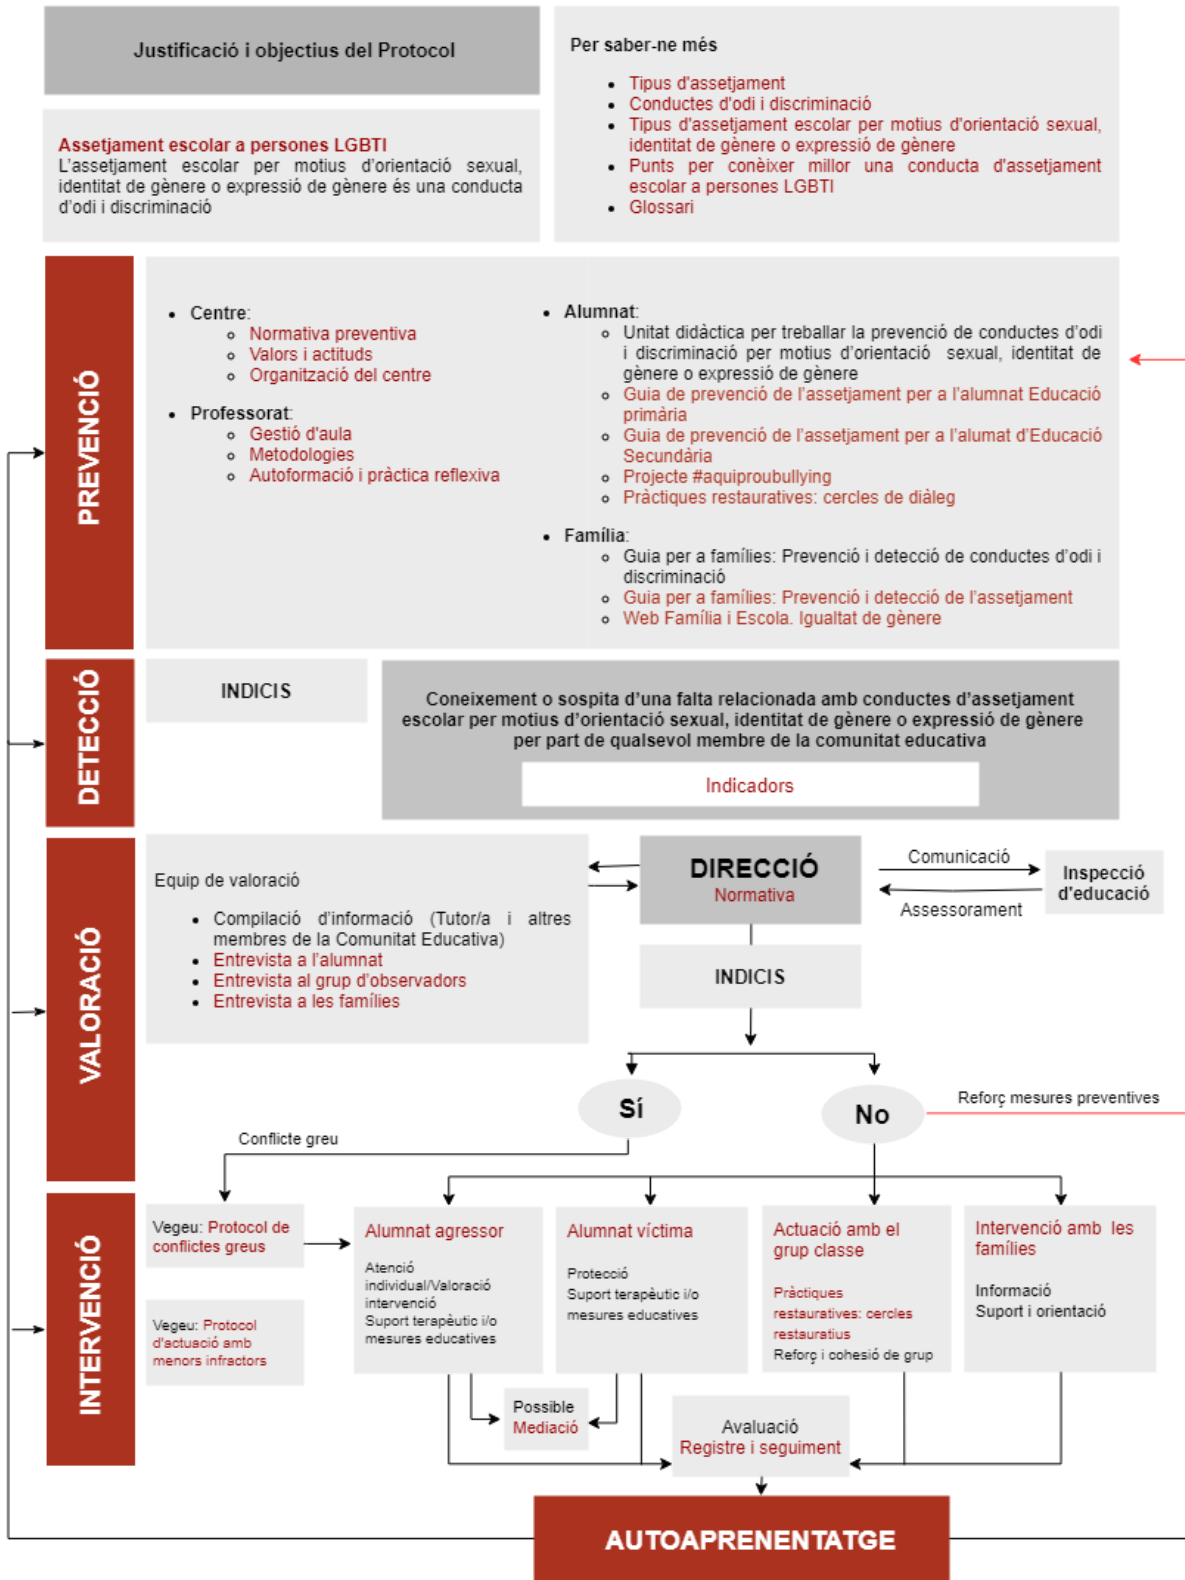 Justificació i objectius del Protocol
Assetjament escolar a persones LGBTI
L'assetjament escolar per motius d'orientació sexual,
identitat de gènere o expressió de gènere és una conducta
d'odi i discriminació
Per saber-ne més
Tipus d'assetjament
Conductes d'odi i discriminació
Tipus d'assetjament escolar per motius d'orientació sexual,
identitat de gènere o expressió de gènere
Punts per conèixer millor una conducta d'assetjament
escolar a persones LGBTI
Glossari
PREVENCIÓ
Centre:
Normativa preventiva
Valors i actituds
Organització del centre
Professorat:
Gestió d'aula
Metodologies
Autoformació i pràctica reflexiva
Alumnat:
Unitat didàctica per treballar la prevenció de conductes d'odi
i discriminació per motius d'orientació sexual, identitat de
gènere o expressió de gènere
Guia de prevenció de l'assetjament per a l'alumnat Educació
primària
Guia de prevenció de l'assetjament per a l'alumat d'Educació
Secundària
Projecte #aquiproubullying
Pràctiques restauratives: cercles de diàleg
Família:
Guia per a famílies: Prevenció i detecció de conductes d'odi i
discriminació
Guia per a famílies: Prevenció i detecció de l'assetjament
Web Família i Escola. Igualtat de gènere
DETECCIÓ
INDICIS
Coneixement o sospita d'una falta relacionada amb conductes d'assetjament
escolar per motius d'orientació sexual, identitat de gènere o expressió de gènere
per part de qualsevol membre de la comunitat educativa
Indicadors
VALORACIÓ
Equip de valoració
Compilació d'informació (Tutor/a i altres
membres de la Comunitat Educativa)
Entrevista a l'alumnat
Entrevista al grup d'observadors
Entrevista a les famílies
DIRECCIÓ
Normativa
Comunicació
Assessorament
Inspecció
d'educació
INDICIS
Sí
No
Reforç mesures preventives
Conflicte greu
INTERVENCIÓ
Vegeu: Protocol de
conflictes greus
Vegeu: Protocol
d'actuació amb
menors infractors
Alumnat agressor
Atenció
individual/Valoració
intervenció
Suport terapèutic i/o
mesures educatives
Alumnat víctima
Protecció
Suport terapèutic i/o
mesures educatives
Actuació amb el
grup classe
Pràctiques
restauratives: cercles
restauratius
Reforç i cohesió de grup
Intervenció amb les
famílies
Informació
Suport i orientació
Possible
Mediació
Avaluació
Registre i seguiment
AUTOAPRENENTATGE